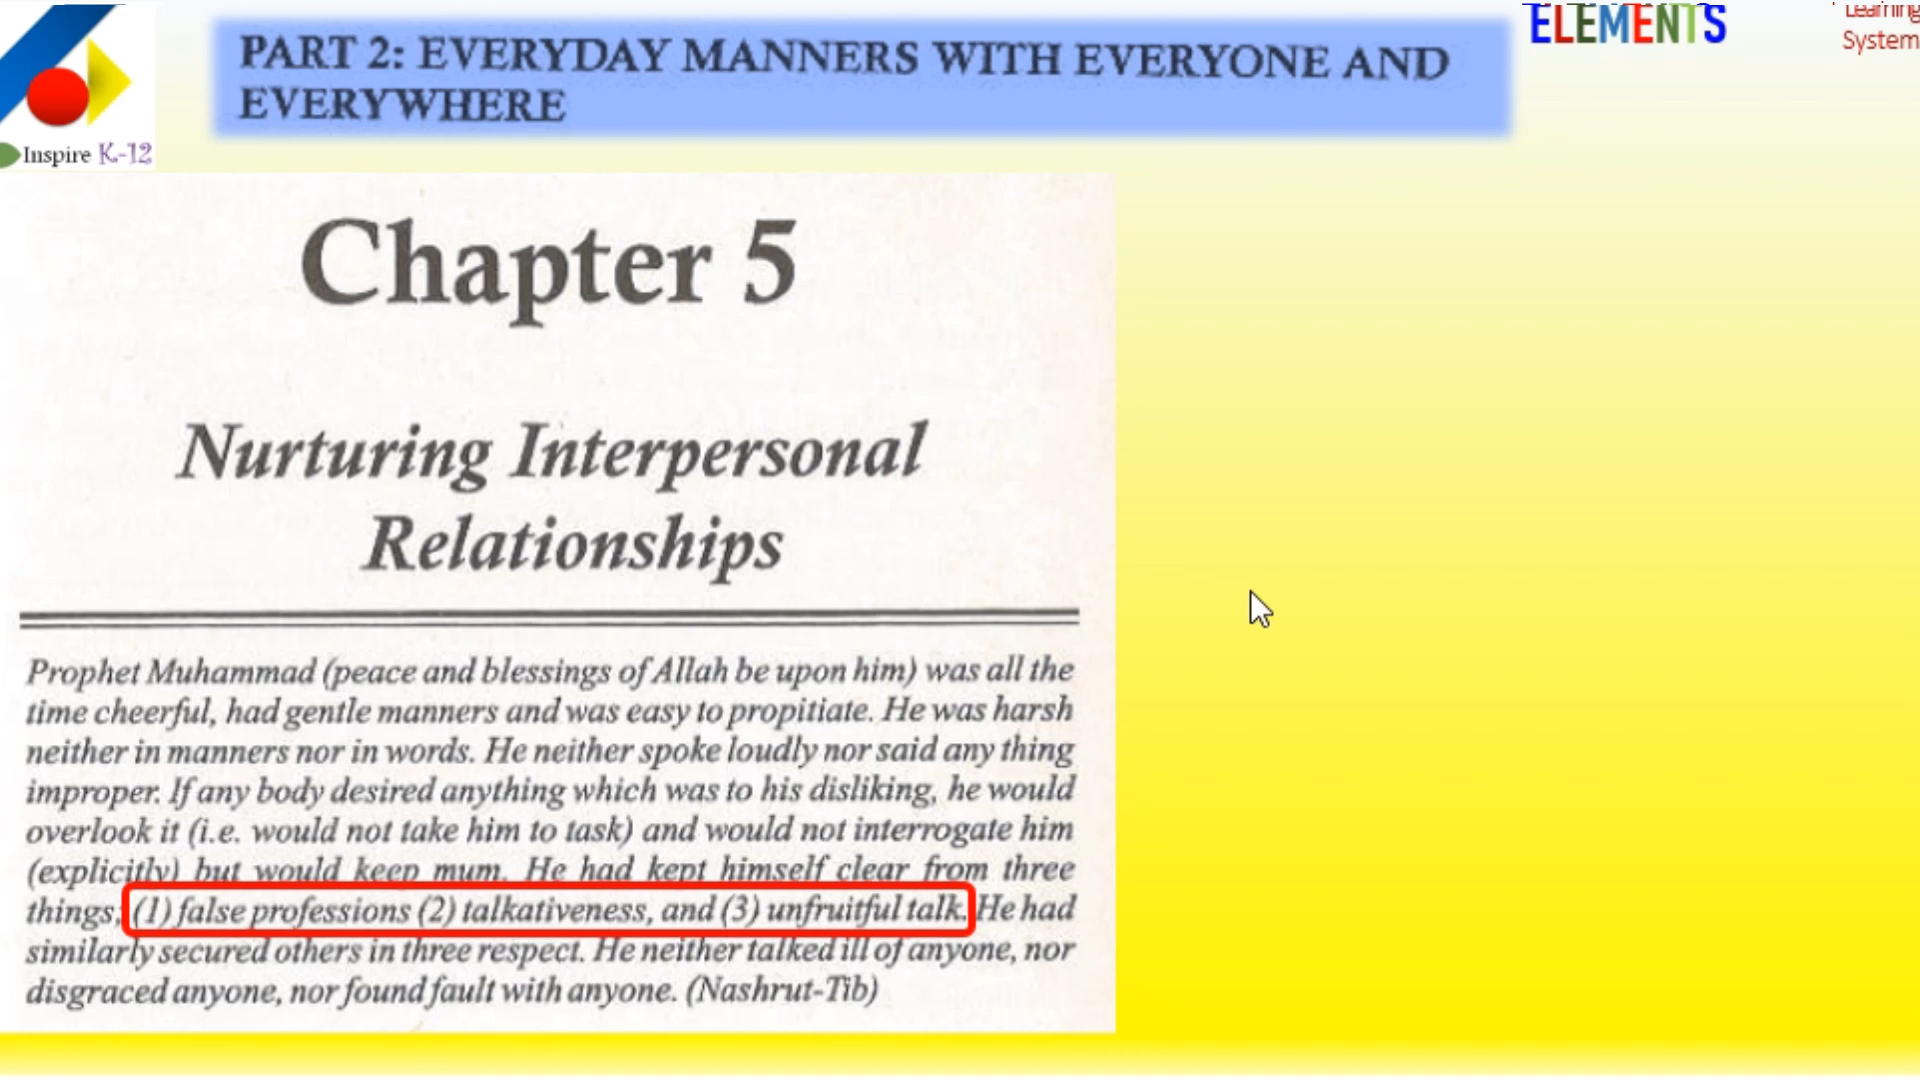 PART 2: EVERYDAY MANNERS WITH EVERYONE AND
EVERYWHERE
ELEMENTS
Learning
System
Inspire K-12
Chapter 5
Nurturing Interpersonal
Relationships
Prophet Muhammad (peace and blessings of Allah be upon him) was all the
time cheerful, had gentle manners and was easy to propitiate. He was harsh
neither in manners nor in words. He neither spoke loudly nor said any thing
improper. If any body desired anything which was to his disliking, he would
overlook it (i.e. would not take him to task) and would not interrogate him
(explicitly) but would keep mum. He had kept himself clear from three
things; (1) false professions (2) talkativeness, and (3) unfruitful talk. He had
similarly secured others in three respect. He neither talked ill of anyone, nor
disgraced anyone, nor found fault with anyone. (Nashrut-Tib)